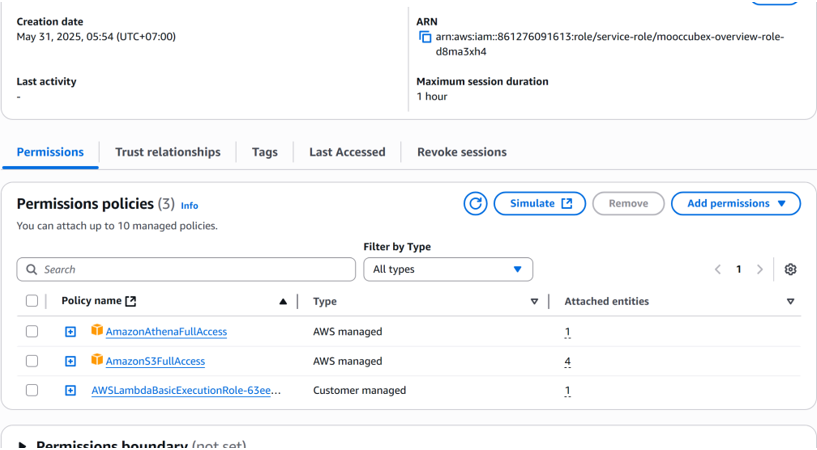 Creation date
May 31, 2025, 05:54 (UTC+07:00)
ARN
arn:aws:iam::861276091613:role/service-role/mooccubex-overview-role-
d8ma3xh4
Last activity
-
Maximum session duration
1 hour
Permissions Trust relationships Tags Last Accessed Revoke sessions
Permissions policies (3) Info
Simulate Remove Add permissions
You can attach up to 10 managed policies.
Filter by Type
Search All types 1
Policy name Type Attached entities
AmazonAthenaFullAccess AWS managed 1
AmazonS3FullAccess AWS managed 4
AWSLambdaBasicExecutionRole-63ee... Customer managed 1
Permissions boundary (not set)